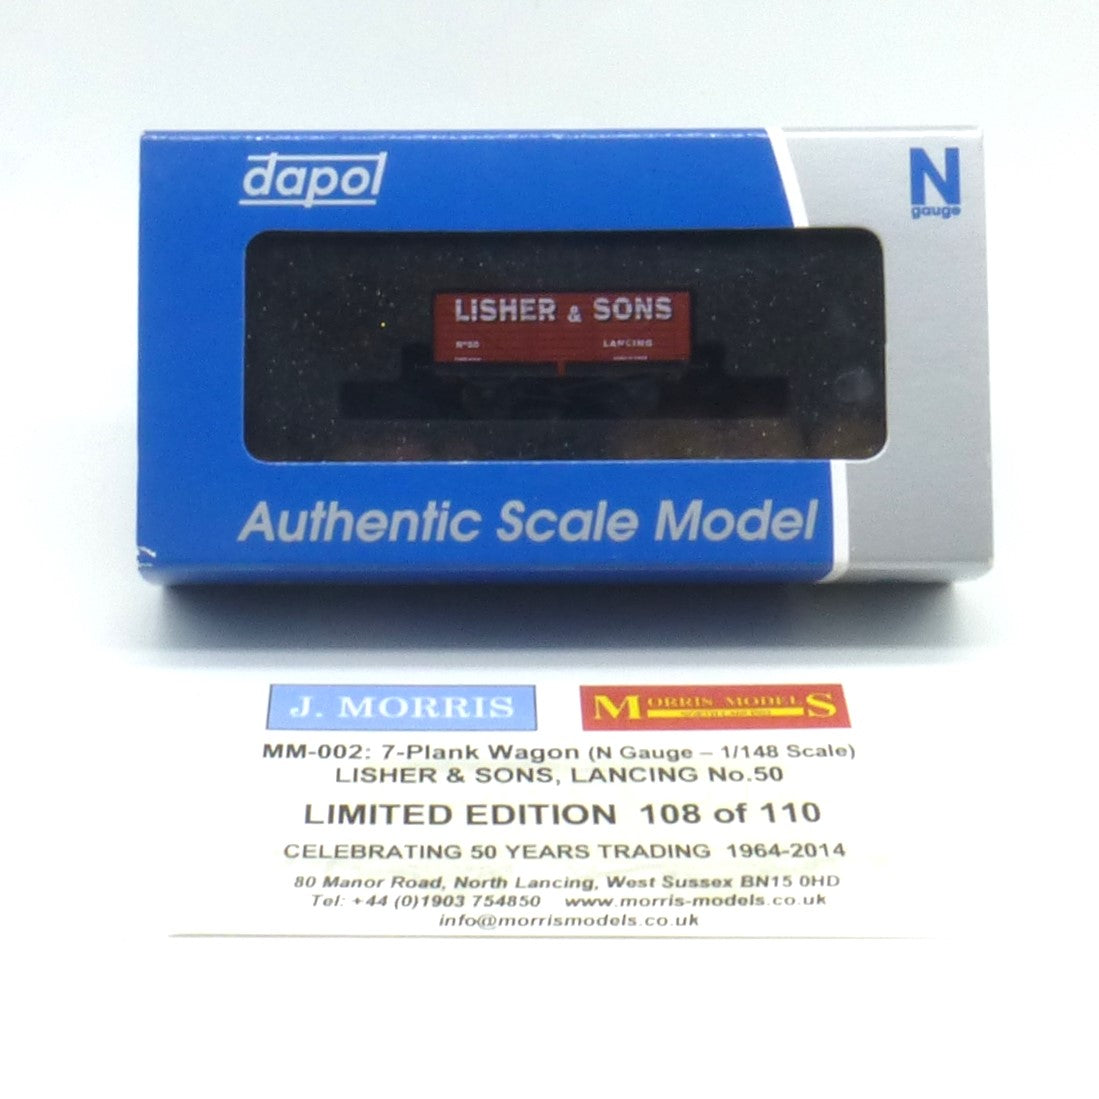 dapol
N
gauge
LISHER & SONS
Nº50 LANCING
Authentic Scale Model
J. MORRIS
MORRIS MODELS
MM-002: 7-Plank Wagon (N Gauge – 1/148 Scale)
LISHER & SONS, LANCING No.50
LIMITED EDITION 108 of 110
CELEBRATING 50 YEARS TRADING 1964-2014
80 Manor Road, North Lancing, West Sussex BN15 0HD
Tel: +44 (0)1903 754850 www.morris-models.co.uk
info@morrismodels.co.uk